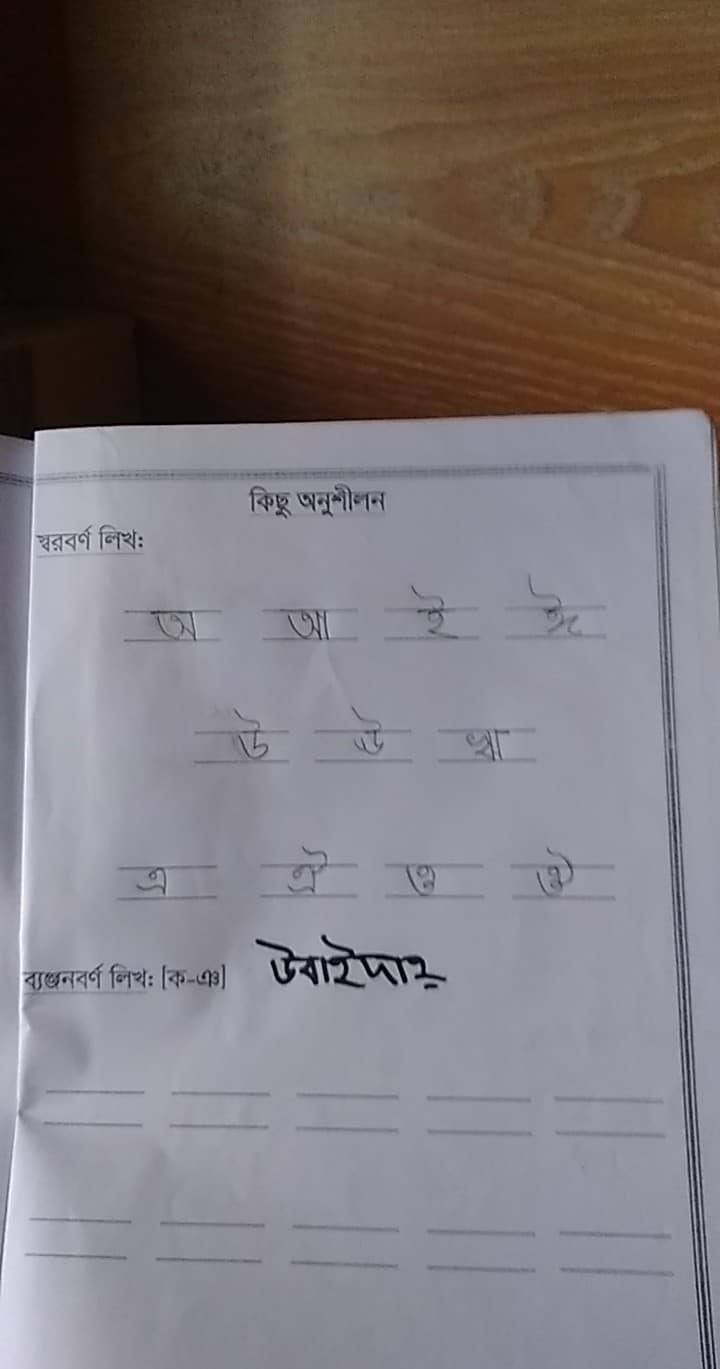 কিছু অনুশীলন
স্বরবর্ণ লিখ:
অ আ ই ঈ
উ ঊ ঋ
এ ঐ ও ঔ
ব্যঞ্জনবর্ণ লিখ: [ক-ঞ] উবাইদাহ্